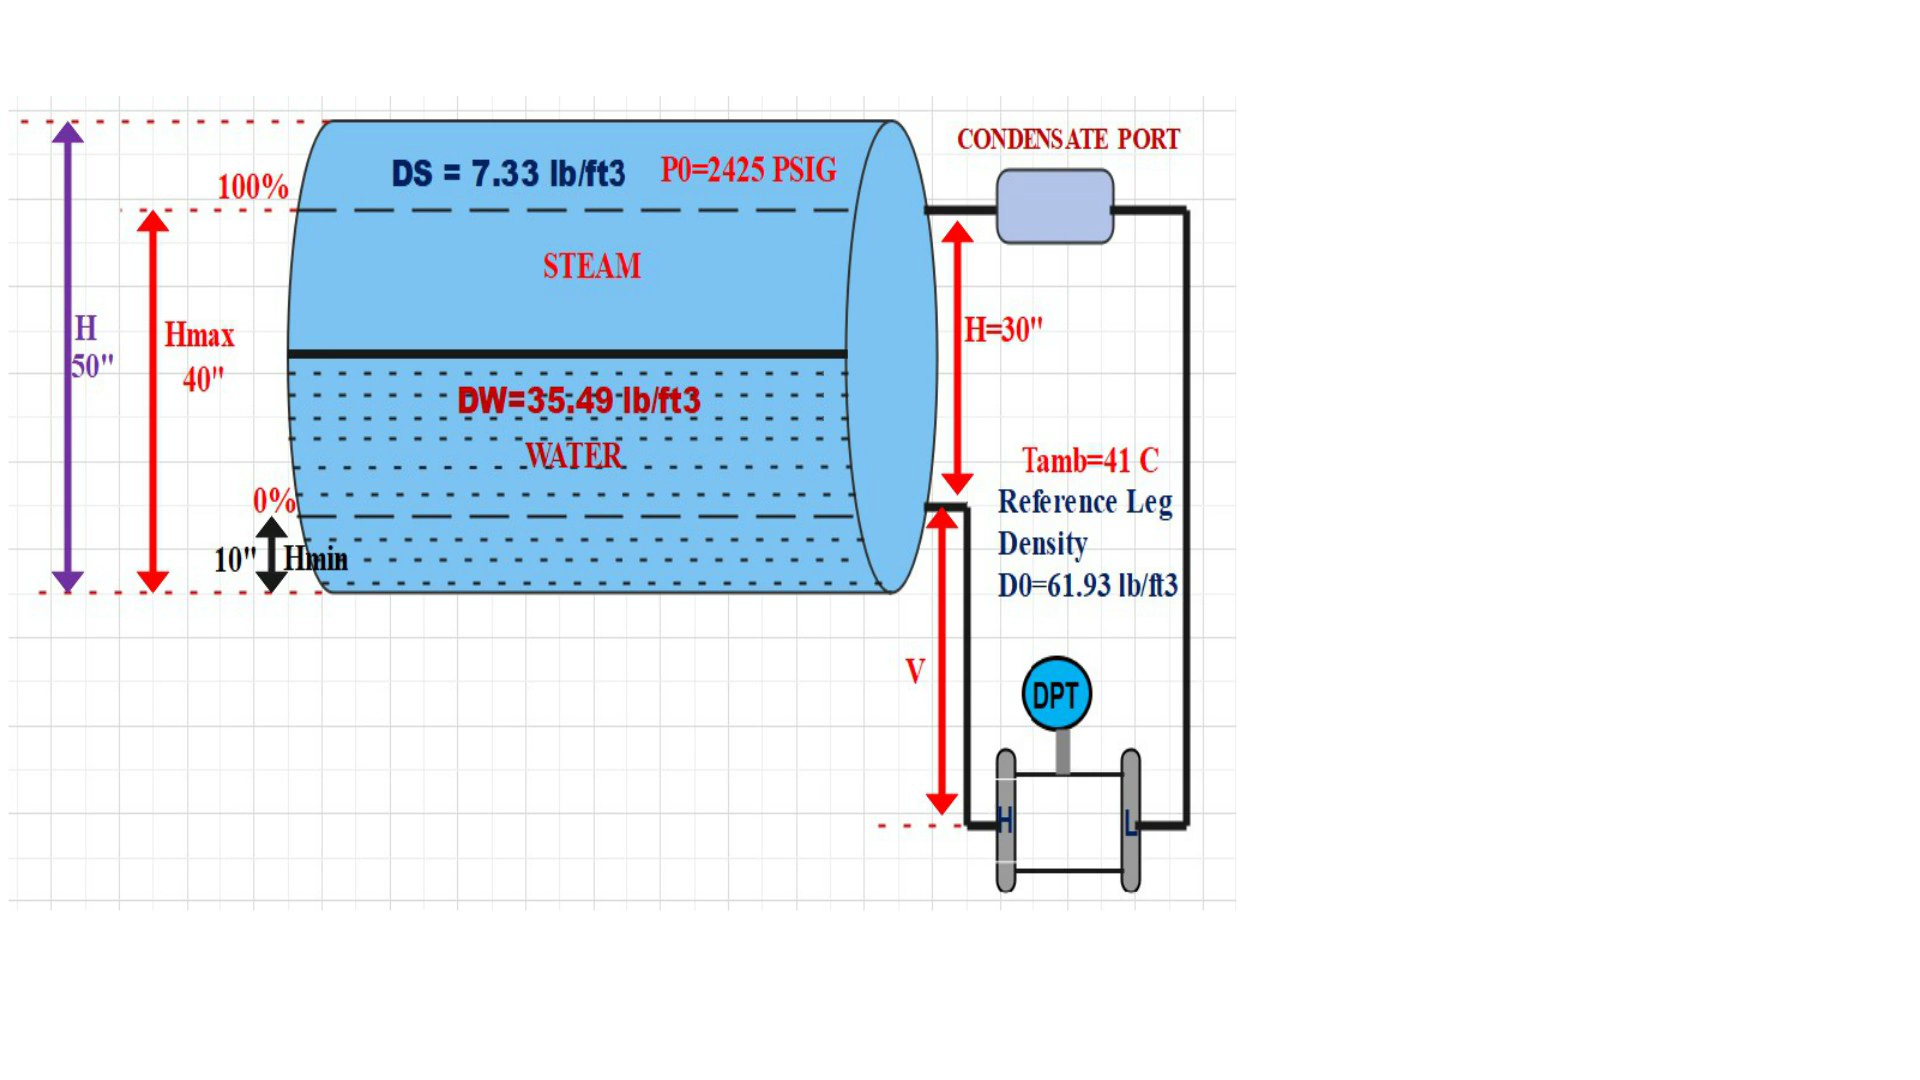 CONDENSATE PORT
DS = 7.33 lb/ft3
P0=2425 PSIG
100%
STEAM
H
50"
Hmax
40"
H=30"
DW=35.49 lb/ft3
WATER
0%
10"
Hmin
Tamb=41 C
Reference Leg
Density
D0=61.93 lb/ft3
V
DPT
H
L